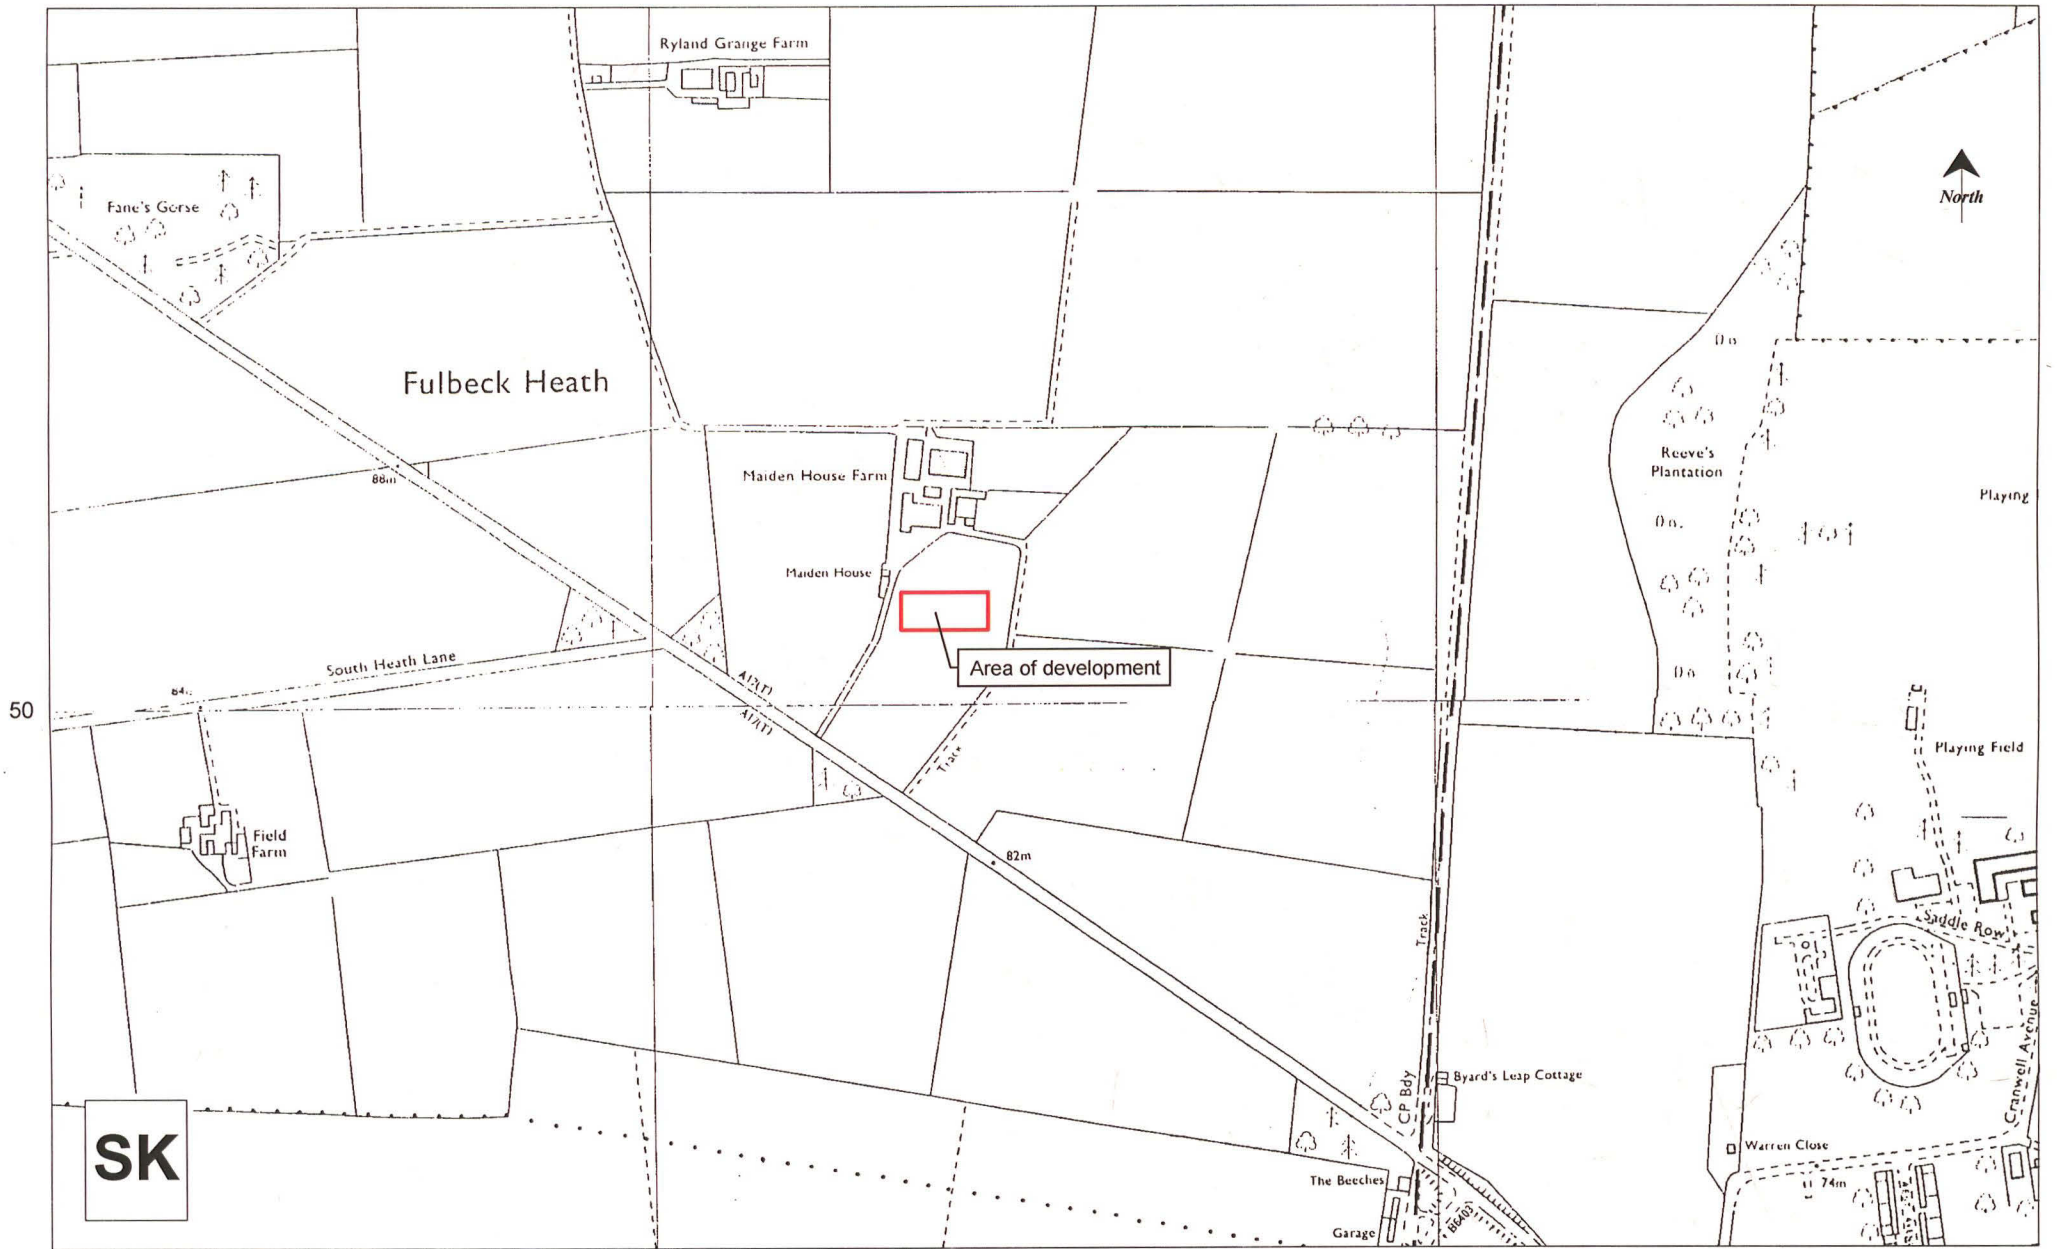 Ryland Grange Farm
Fane's Gorse
North
Fulbeck Heath
88m
Maiden House Farm
Reeve's
Plantation
Playing
Maiden House
Area of development
South Heath Lane
A17(T)
A17(T)
50
Track
Playing Field
Field
Farm
82m
Track
Saddle Row
Cranwell Avenue
CP Bdy
Byard's Leap Cottage
SK
Warren Close
74m
The Beeches
B6403
Garage